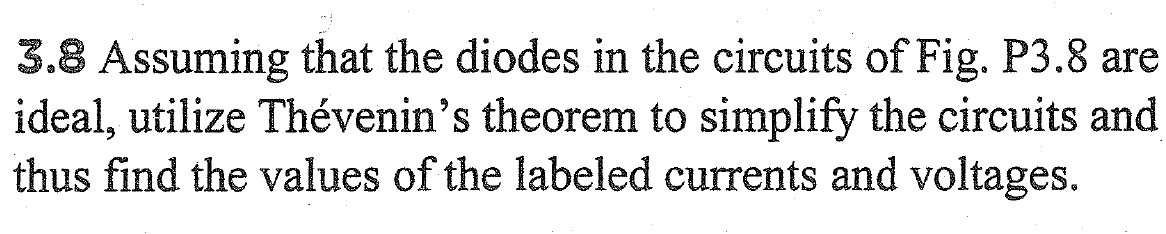 3.8 Assuming that the diodes in the circuits of Fig. P3.8 are
ideal, utilize Thévenin's theorem to simplify the circuits and
thus find the values of the labeled currents and voltages.